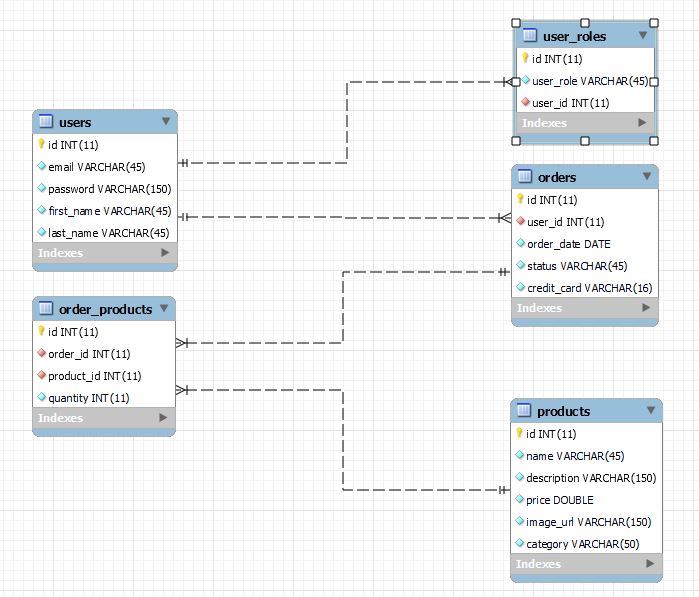 user_roles
id INT(11)
user_role VARCHAR(45)
user_id INT(11)
Indexes
users
id INT(11)
email VARCHAR(45)
password VARCHAR(150)
first_name VARCHAR(45)
last_name VARCHAR(45)
Indexes
orders
id INT(11)
user_id INT(11)
order_date DATE
status VARCHAR(45)
credit_card VARCHAR(16)
Indexes
order_products
id INT(11)
order_id INT(11)
product_id INT(11)
quantity INT(11)
Indexes
products
id INT(11)
name VARCHAR(45)
description VARCHAR(150)
price DOUBLE
image_url VARCHAR(150)
category VARCHAR(50)
Indexes